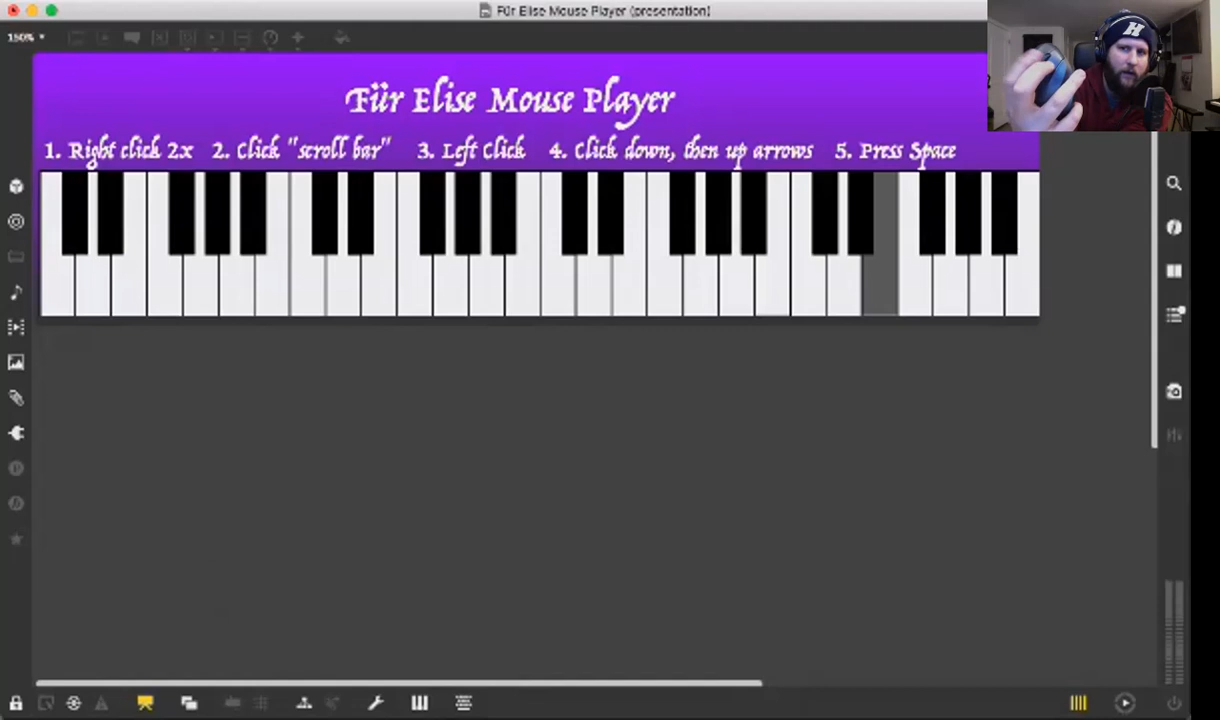 Für Elise Mouse Player (presentation)
150%
H
Für Elise Mouse Player
1. Right click 2x 2. Click "scroll bar" 3. Left Click 4. Click down, then up arrows 5. Press Space